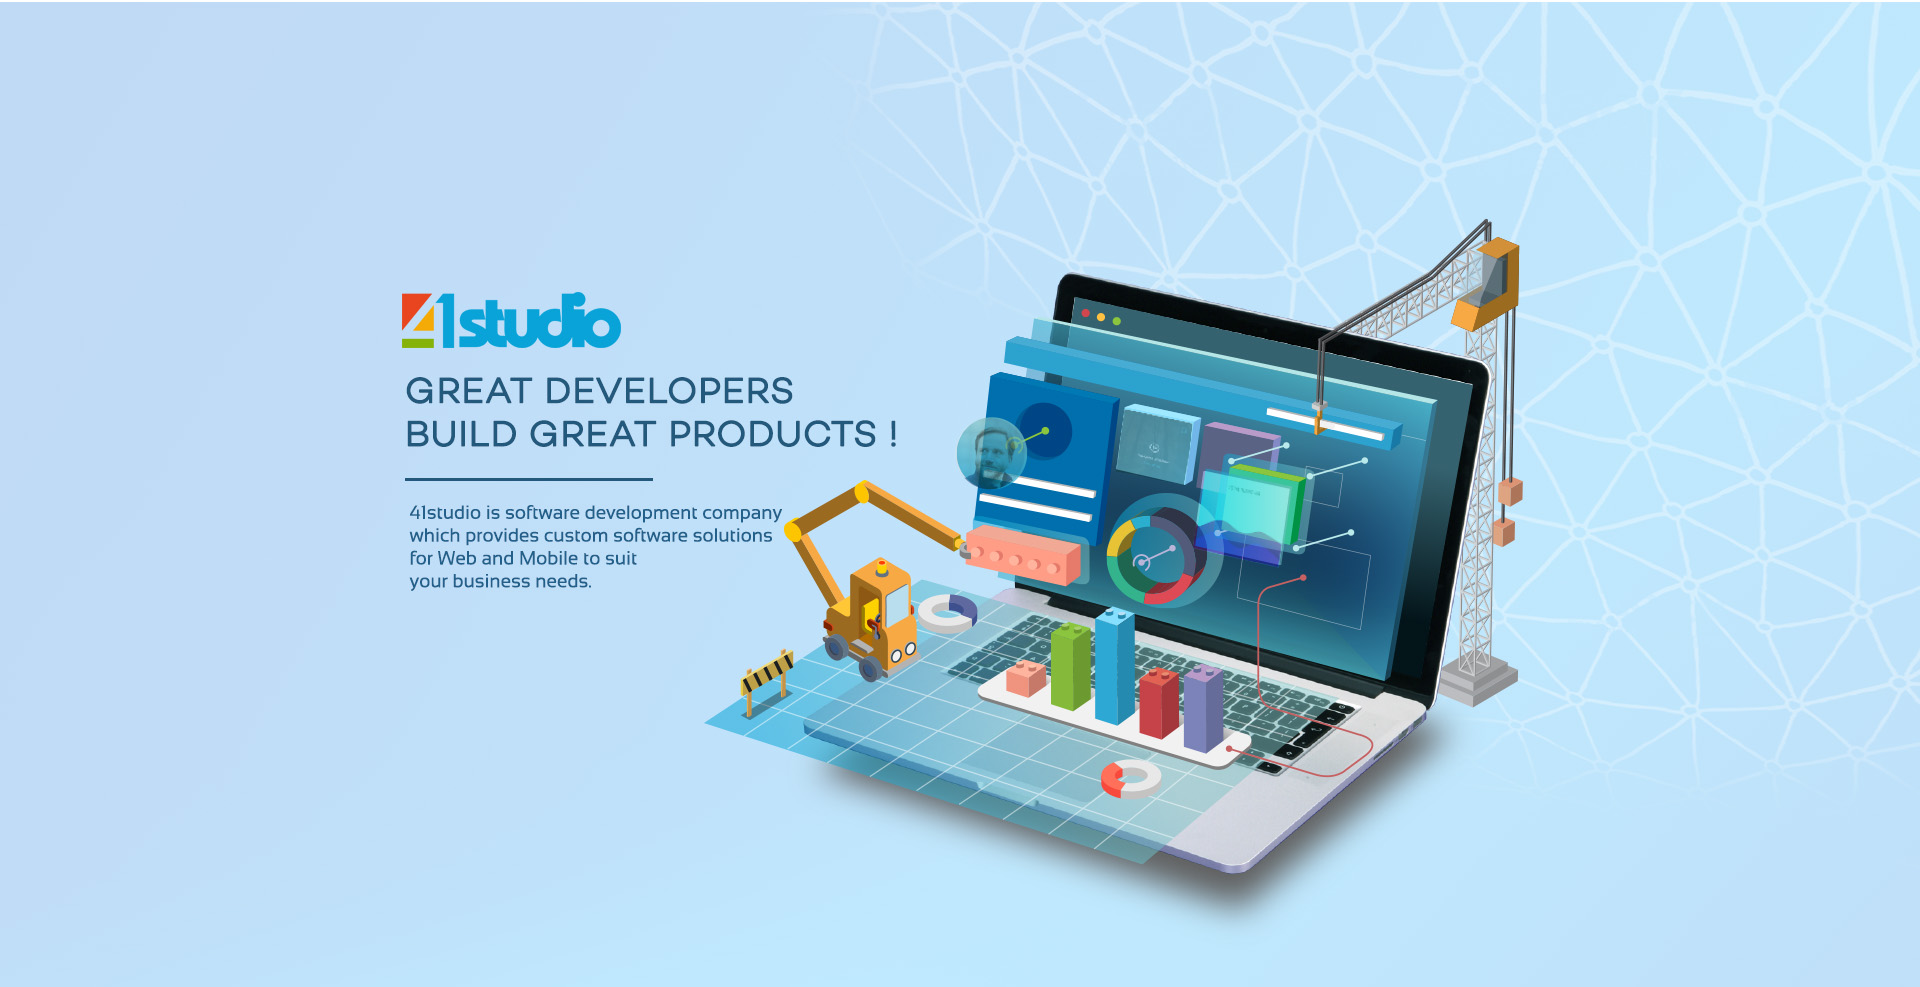 41studio
GREAT DEVELOPERS
BUILD GREAT PRODUCTS !
41studio is software development company
which provides custom software solutions
for Web and Mobile to suit
your business needs.